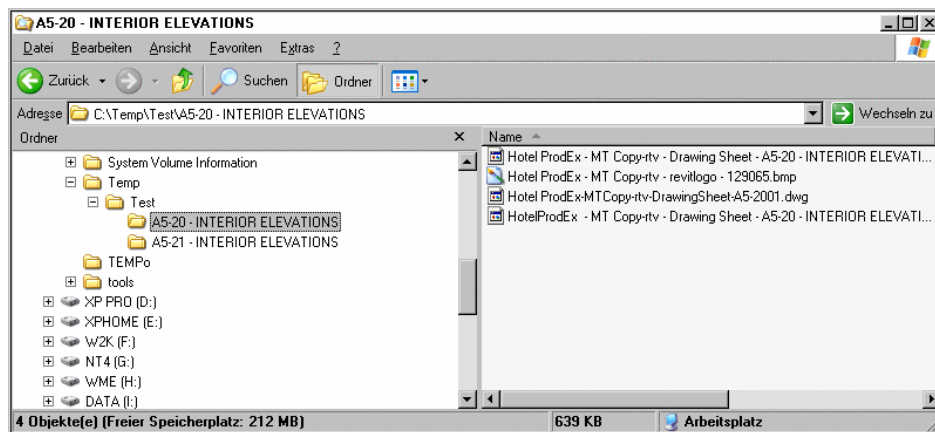 A5-20 - INTERIOR ELEVATIONS
Datei Bearbeiten Ansicht Favoriten Extras ?
Zurück Suchen Ordner
Adresse C:\Temp\Test\A5-20 - INTERIOR ELEVATIONS Wechseln zu
Ordner
System Volume Information
Temp
Test
A5-20 - INTERIOR ELEVATIONS
A5-21 - INTERIOR ELEVATIONS
TEMPo
tools
XP PRO (D:)
XPHOME (E:)
W2K (F:)
NT4 (G:)
WME (H:)
DATA (I:)
Name
Hotel ProdEx - MT Copy-rtv - Drawing Sheet - A5-20 - INTERIOR ELEVATI...
Hotel ProdEx - MT Copy-rtv - revitlogo - 129065.bmp
Hotel ProdEx-MTCopy-rtv-DrawingSheet-A5-2001.dwg
HotelProdEx - MT Copy-rtv - Drawing Sheet - A5-20 - INTERIOR ELEVATI...
4 Objekte(e) (Freier Speicherplatz: 212 MB) 639 KB Arbeitsplatz